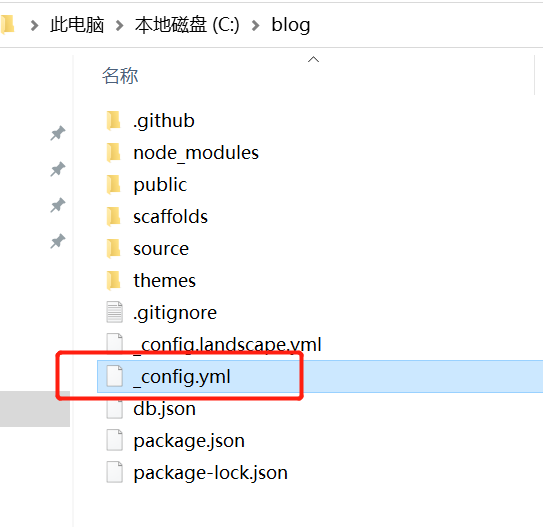 此电脑 > 本地磁盘 (C:) > blog
名称
.github
node_modules
public
scaffolds
source
themes
.gitignore
_config.landscape.yml
_config.yml
db.json
package.json
package-lock.json